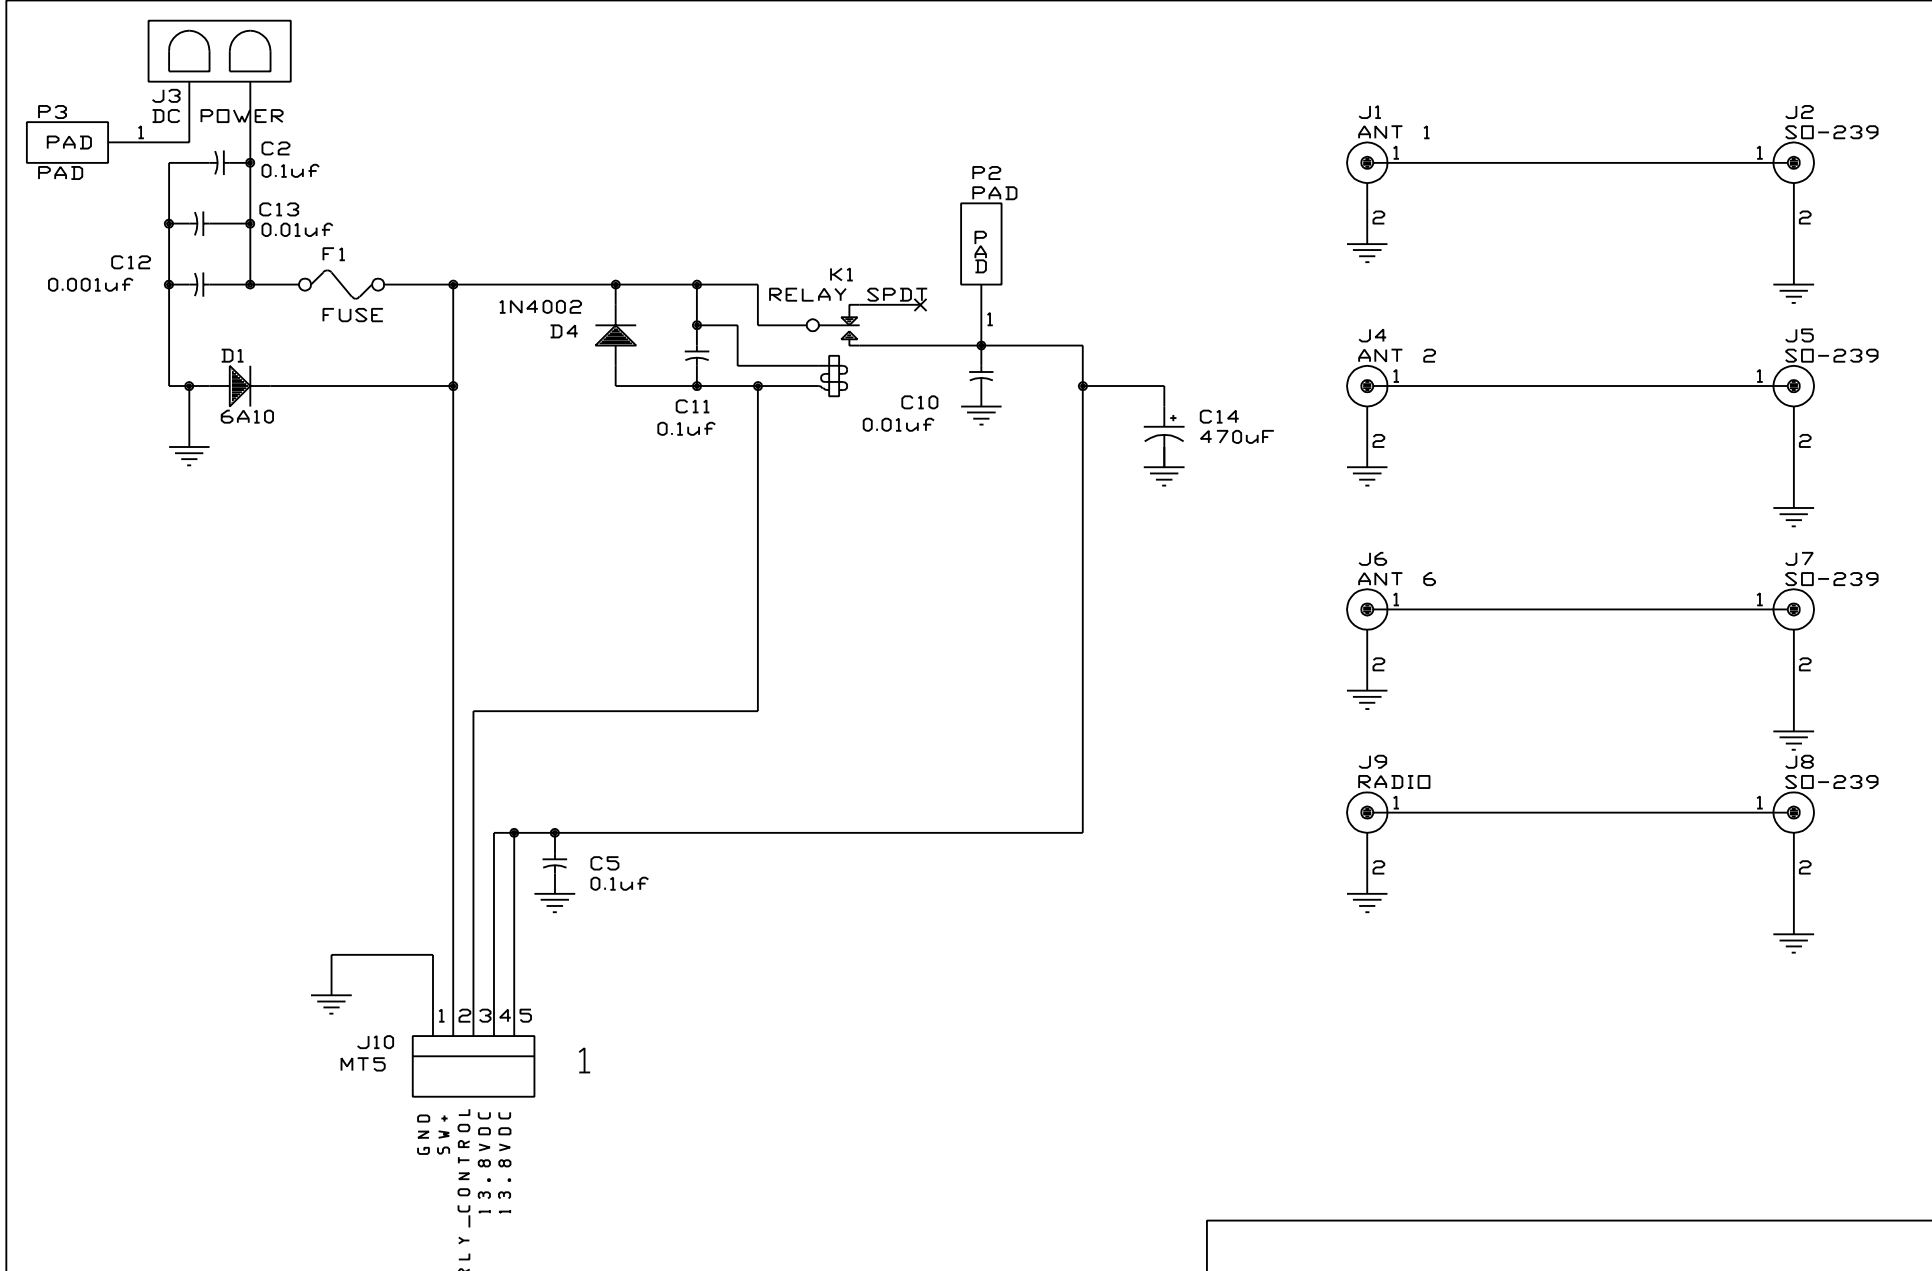 J3
DC POWER
P3
PAD
PAD
1
C2
0.1uf
C13
0.01uf
C12
0.001uf
F1
FUSE
D1
6A10
1N4002
D4
C11
0.1uf
K1
RELAY SPDT
P2
PAD
PAD
1
C10
0.01uf
+
C14
470uF
C5
0.1uf
1 2 3 4 5
J10
MT5
1
GND
SW+
RLY_CONTROL
13.8VDC
13.8VDC
J1
ANT 1
1
2
J2
SO-239
1
2
J4
ANT 2
1
2
J5
SO-239
1
2
J6
ANT 6
1
2
J7
SO-239
1
2
J9
RADIO
1
2
J8
SO-239
1
2